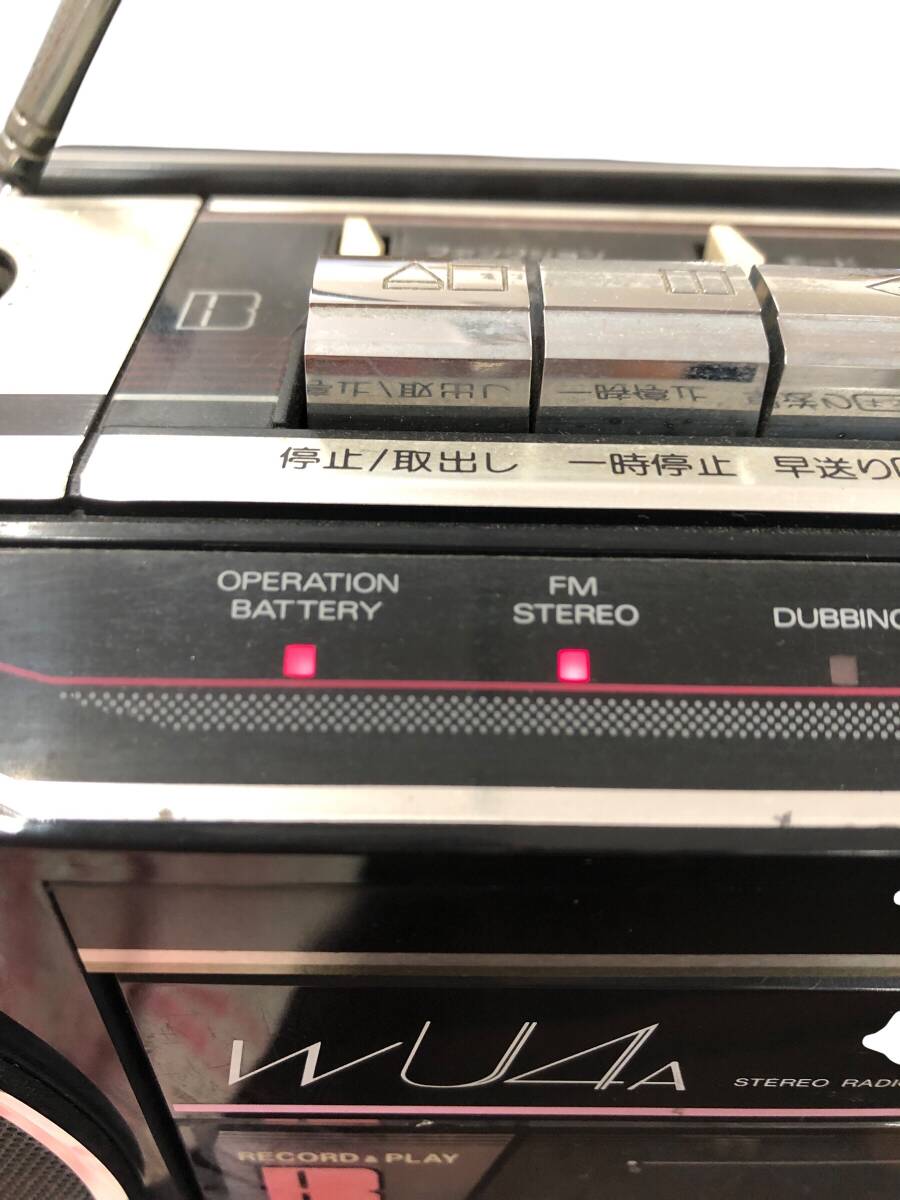 B
停止/取出し 一時停止 早送り
OPERATION
BATTERY
FM
STEREO
DUBBING
WU4A
STEREO RADIO
RECORD & PLAY
B